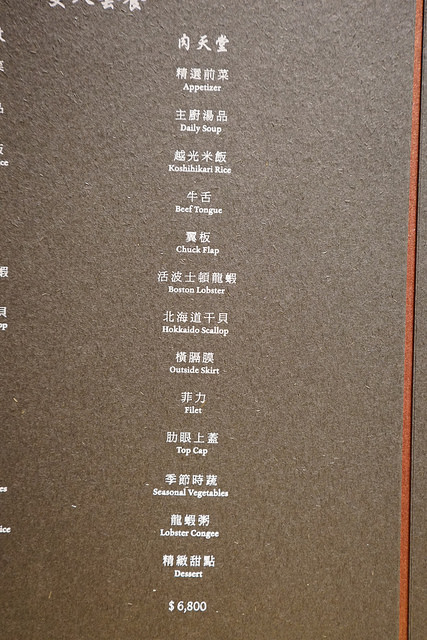 肉天堂
精選前菜
Appetizer
主廚湯品
Daily Soup
越光米飯
Koshihikari Rice
牛舌
Beef Tongue
翼板
Chuck Flap
活波士頓龍蝦
Boston Lobster
北海道干貝
Hokkaido Scallop
橫膈膜
Outside Skirt
菲力
Filet
肋眼上蓋
Top Cap
季節時蔬
Seasonal Vegetables
龍蝦粥
Lobster Congee
精緻甜點
Dessert
$ 6,800